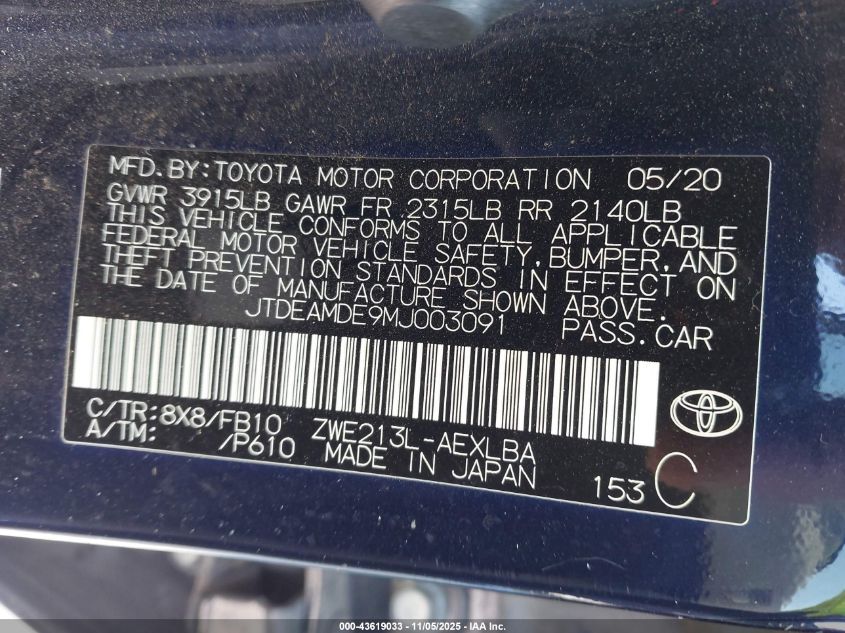 MFD.BY:TOYOTA MOTOR CORPORATION 05/20
GVWR 3915LB GAWR FR 2315LB RR 2140LB
THIS VEHICLE CONFORMS TO ALL APPLICABLE
FEDERAL MOTOR VEHICLE SAFETY,BUMPER,AND
THEFT PREVENTION STANDARDS IN EFFECT ON
THE DATE OF MANUFACTURE SHOWN ABOVE.
JTDEAMDE9MJ003091 PASS.CAR
C/TR:8X8/FB10 ZWE213L-AEXLBA
A/TM: /P610 MADE IN JAPAN
153 C
000-43619033 - 11/05/2025 - IAA Inc.